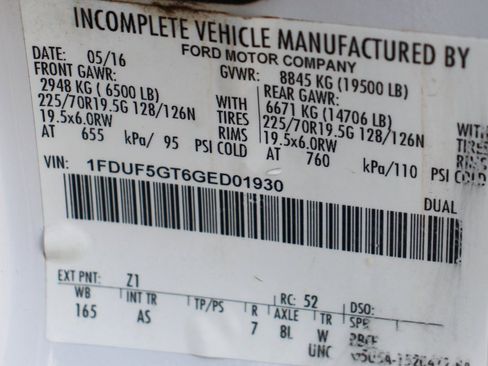 INCOMPLETE VEHICLE MANUFACTURED BY
FORD MOTOR COMPANY
DATE: 05/16 GVWR: 8845 KG (19500 LB)
FRONT GAWR: REAR GAWR:
2948 KG (6500 LB) WITH 6671 KG (14706 LB) WITH
225/70R19.5G 128/126N TIRES 225/70R19.5G 128/126N TIRES
19.5x6.0RW RIMS 19.5x6.0RW RIMS
AT 655 kPa/ 95 PSI COLD AT 760 kPa/110 PSI COLD
VIN: 1FDUF5GT6GED01930
DUAL
EXT PNT: Z1 RC: 52 DSO:
WB INT TR TP/PS R AXLE TR SPR
165 AS 7 8L W
UNC